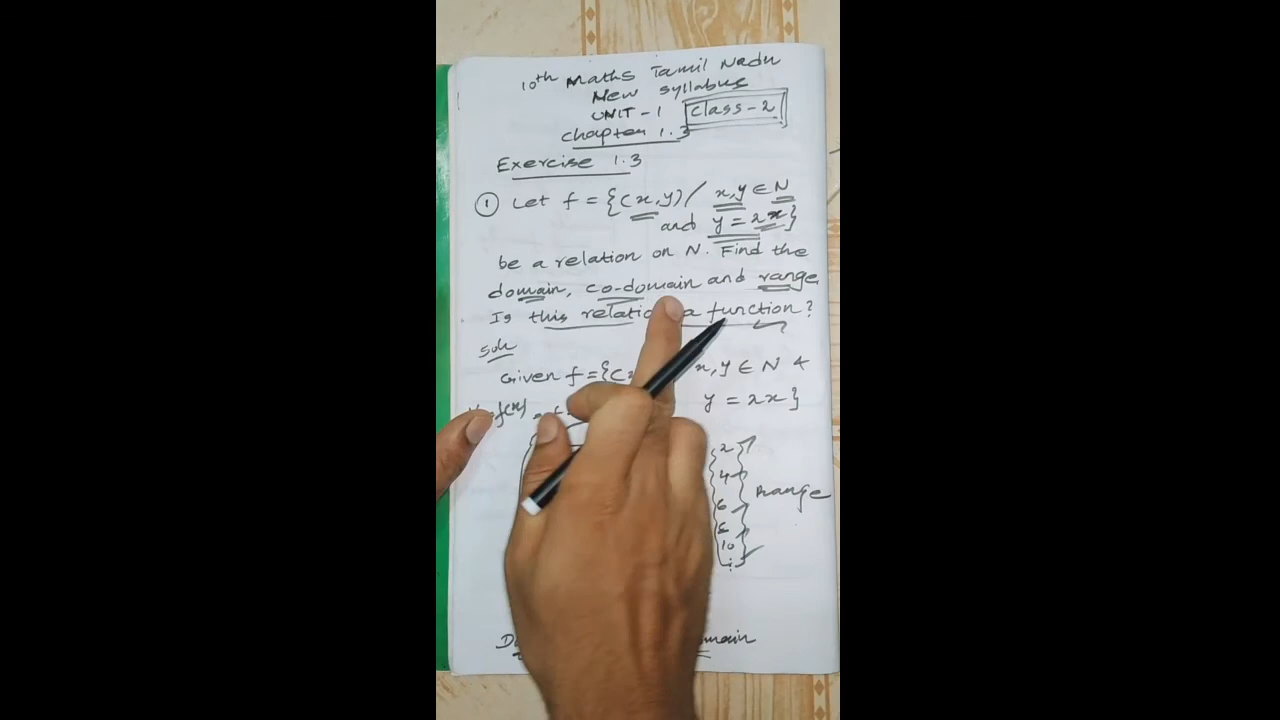 10th Maths Tamil Nadu
New Syllabus
UNIT - 1 Class - 2
Chapter 1.3
Exercise 1.3
① Let f = {(x,y) / x,y ∈ N
and y = 2x}
be a relation on N. Find the
domain, co-domain and range
Is this a function?
Soln
Given f = {( x,y ∈ N &
f(x) y = 2x}
2
4
6 Range
8
10
: